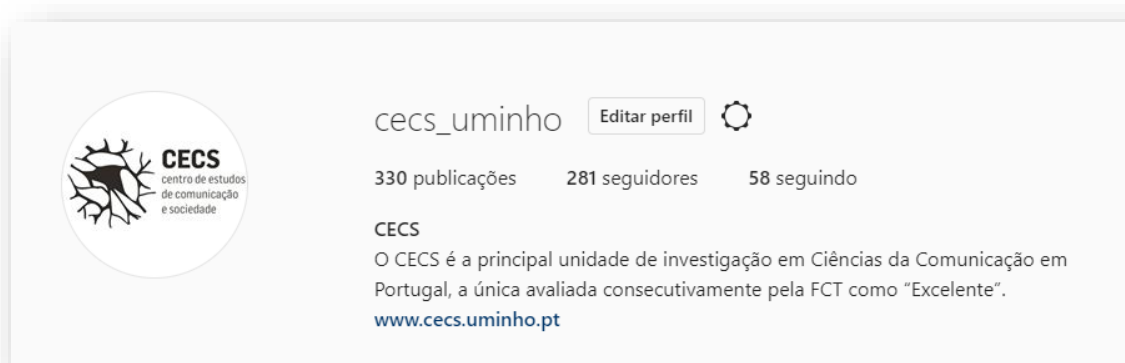 CECS
centro de estudos
de comunicação
e sociedade
cecs_uminho Editar perfil
330 publicações 281 seguidores 58 seguindo
CECS
O CECS é a principal unidade de investigação em Ciências da Comunicação em
Portugal, a única avaliada consecutivamente pela FCT como “Excelente”.
www.cecs.uminho.pt